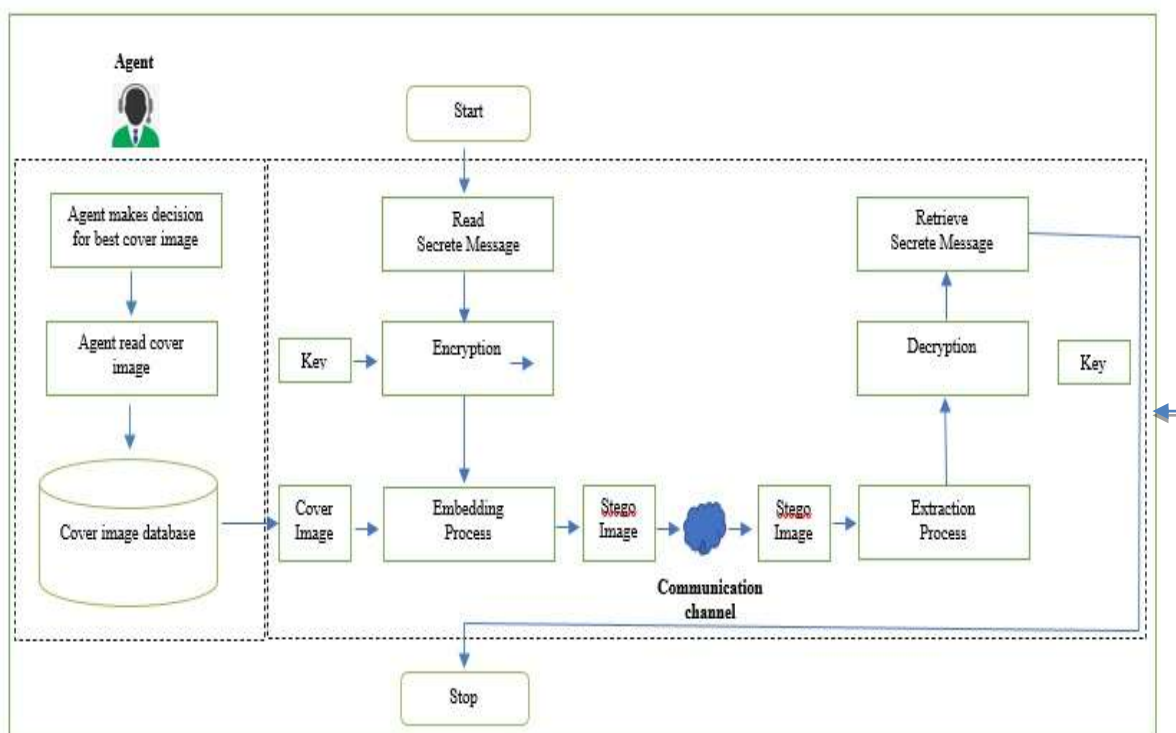 Agent
Start
Agent makes decision
for best cover image
Read
Secrete Message
Retrieve
Secrete Message
Agent read cover
image
Key
Encryption
Decryption
Key
Cover image database
Cover
Image
Embedding
Process
Stego
Image
Stego
Image
Extraction
Process
Communication
channel
Stop